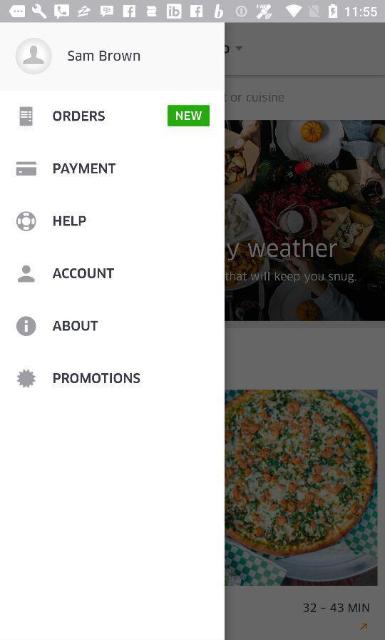 11:55
Sam Brown
ORDERS NEW
PAYMENT
HELP
ACCOUNT
ABOUT
PROMOTIONS
or cuisine
y weather
that will keep you snug.
32 - 43 MIN